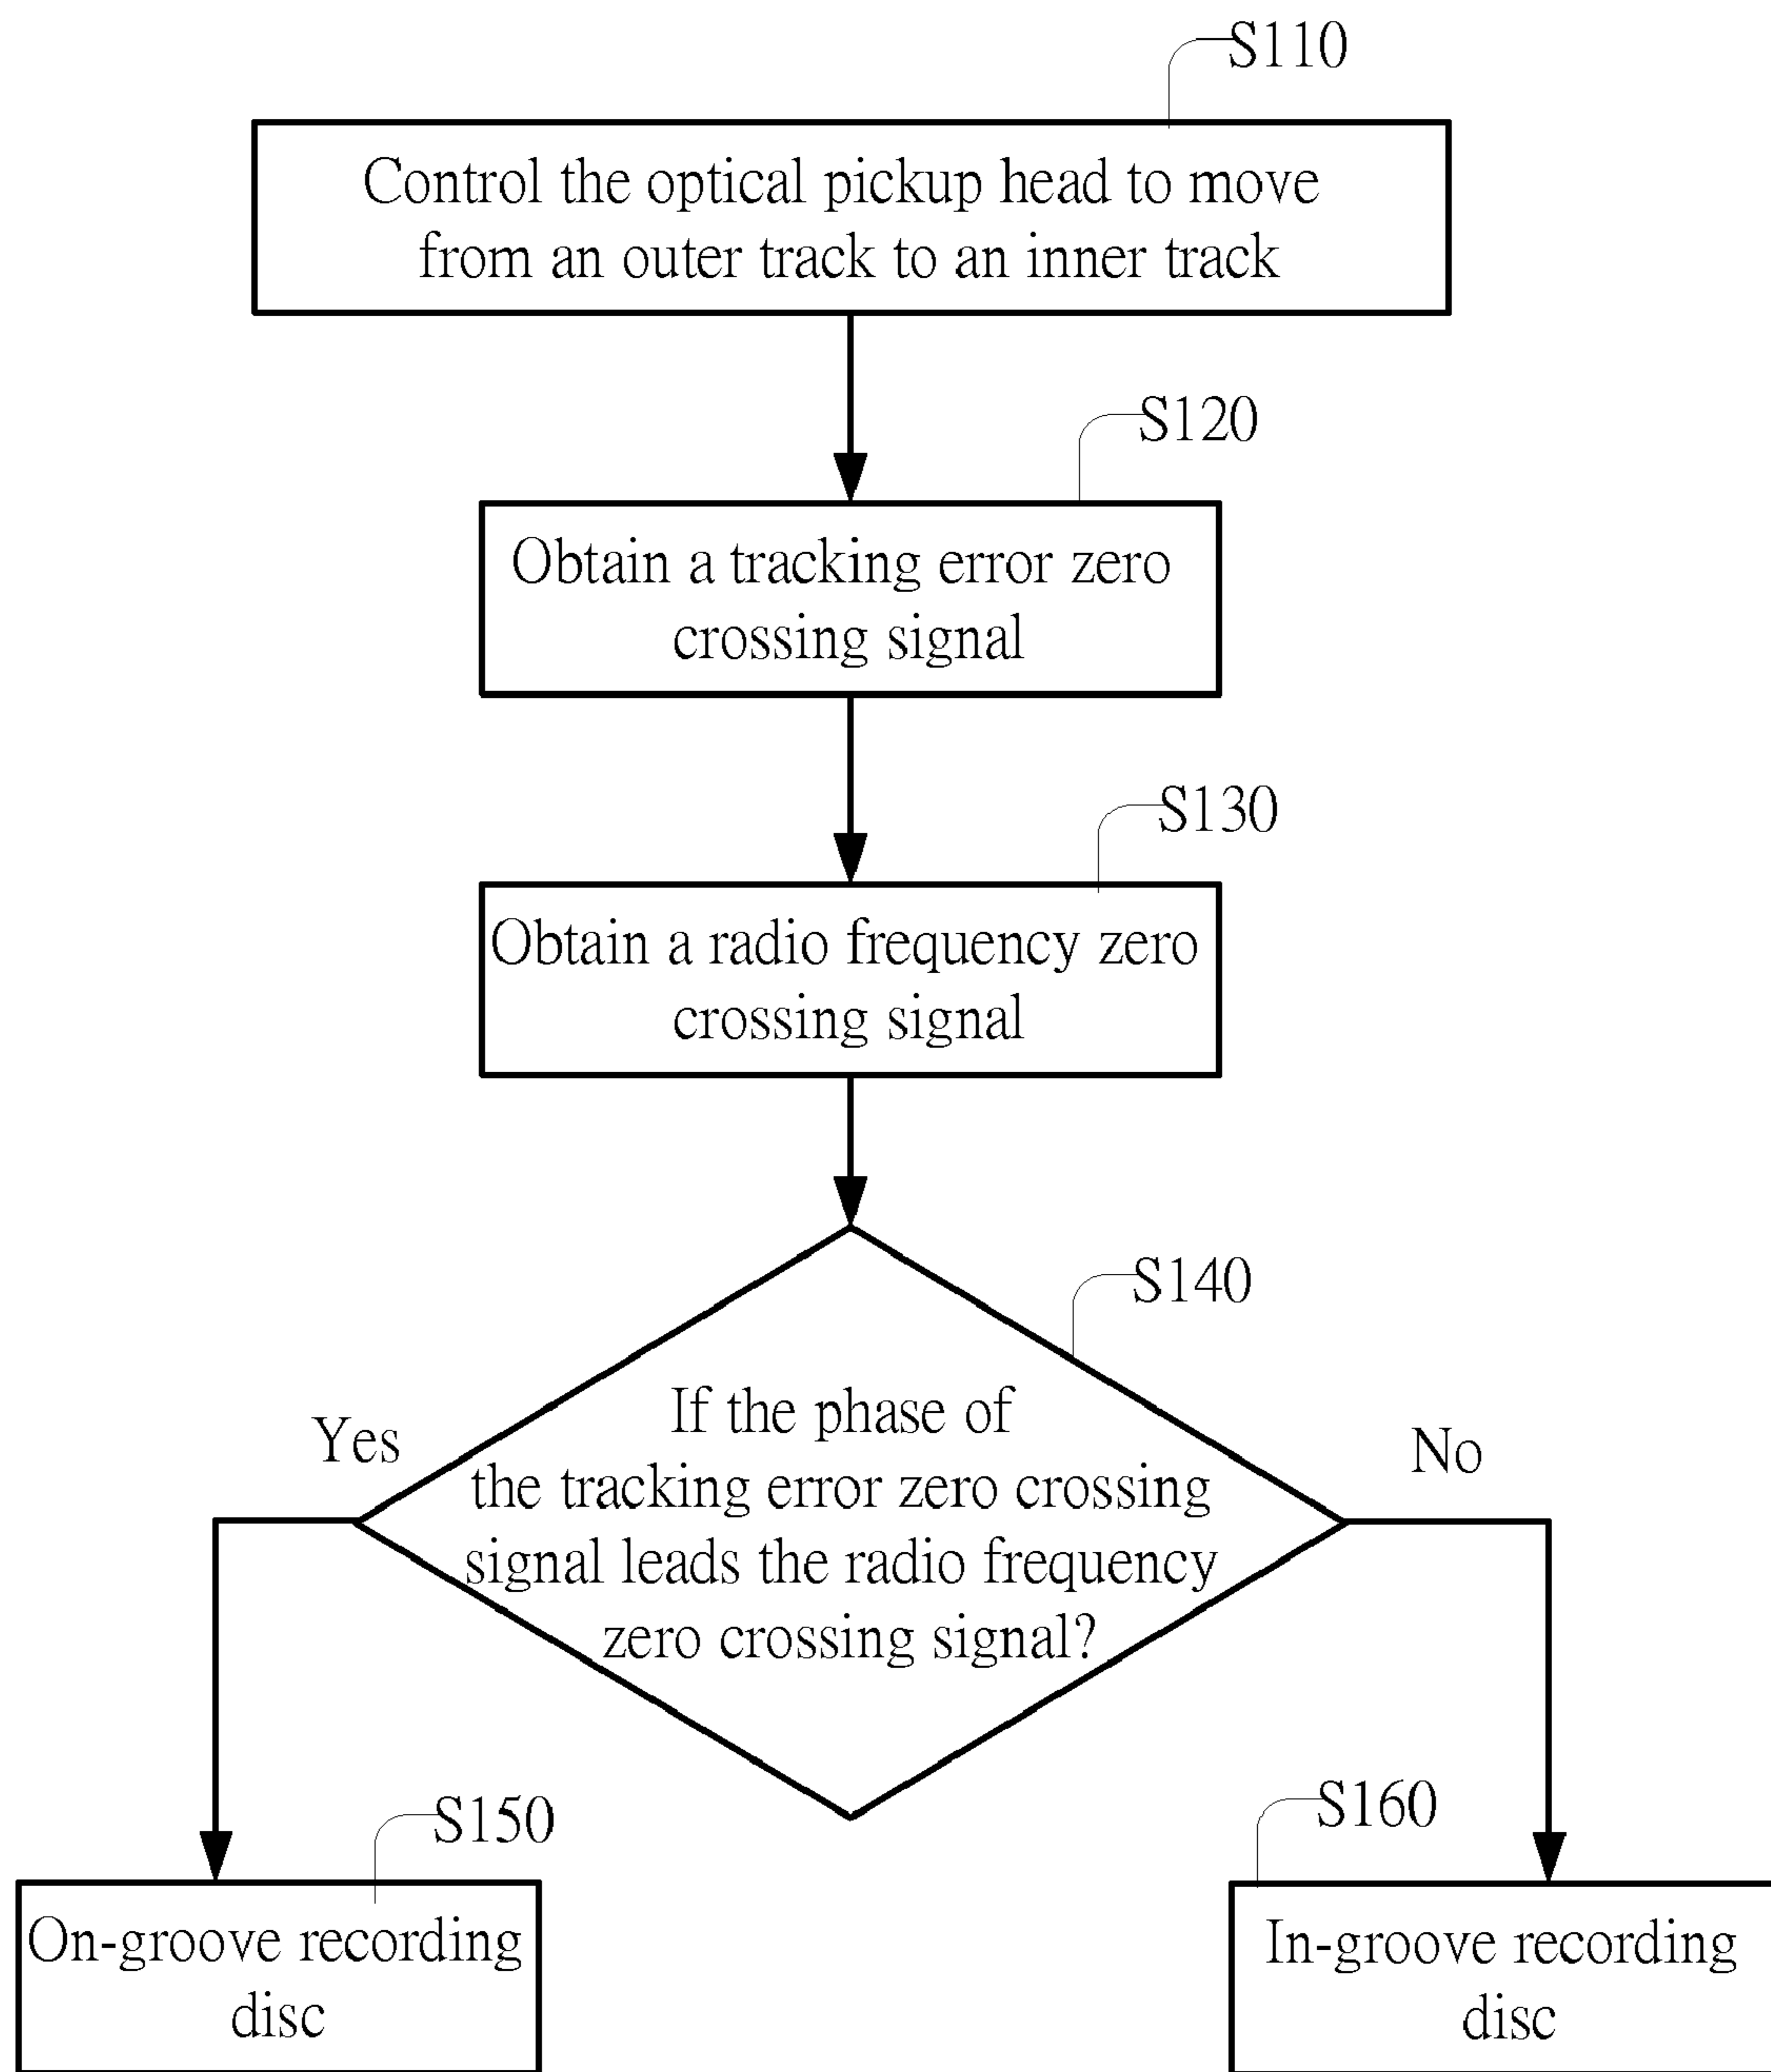 S110
Control the optical pickup head to move
from an outer track to an inner track
S120
Obtain a tracking error zero
crossing signal
S130
Obtain a radio frequency zero
crossing signal
S140
If the phase of
the tracking error zero crossing
signal leads the radio frequency
zero crossing signal?
Yes
No
S150
On-groove recording
disc
S160
In-groove recording
disc